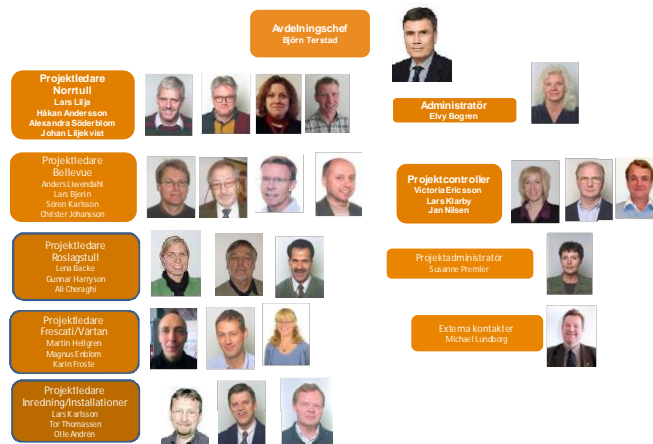 Avdelningschef
Björn Terstad
Projektledare
Norrtull
Lars Lilja
Håkan Andersson
Alexandra Söderblom
Johan Liljekvist
Administratör
Elvy Bogren
Projektledare
Bellevue
Anders Liwendahl
Lars Bjerin
Sören Karlsson
Christer Johansson
Projektcontroller
Victoria Ericsson
Lars Klarby
Jan Nilsen
Projektledare
Roslagstull
Lena Backe
Gunnar Harryson
Ali Cheraghi
Projektadministratör
Susanne Premler
Projektledare
Frescati/Värtan
Martin Hellgren
Magnus Enblom
Karin Froste
Externa kontakter
Michael Lundborg
Projektledare
Inredning/Installationer
Lars Karlsson
Tor Thomassen
Olle Andrén